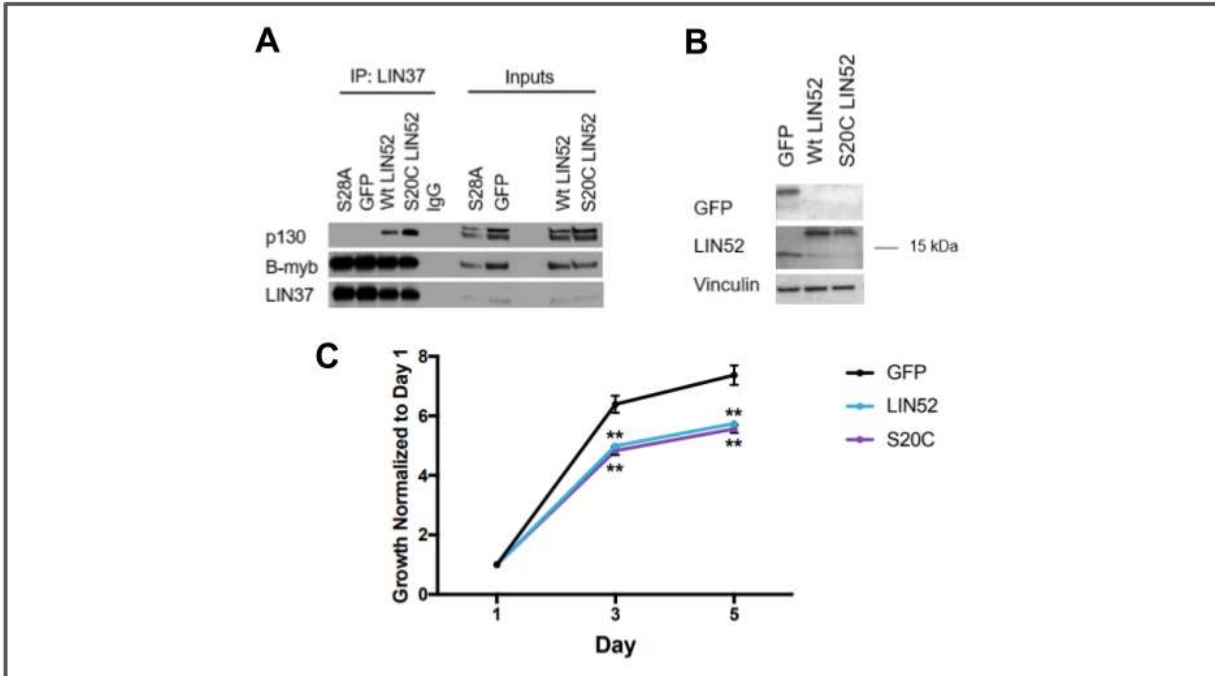 A
IP: LIN37
Inputs
S28A
GFP
Wt LIN52
S20C LIN52
IgG
S28A
GFP
Wt LIN52
S20C LIN52
p130
B-myb
LIN37
B
GFP
Wt LIN52
S20C LIN52
GFP
LIN52
15 kDa
Vinculin
C
Growth Normalized to Day 1
8
6
4
2
0
**
**
**
**
1
3
5
Day
GFP
LIN52
S20C